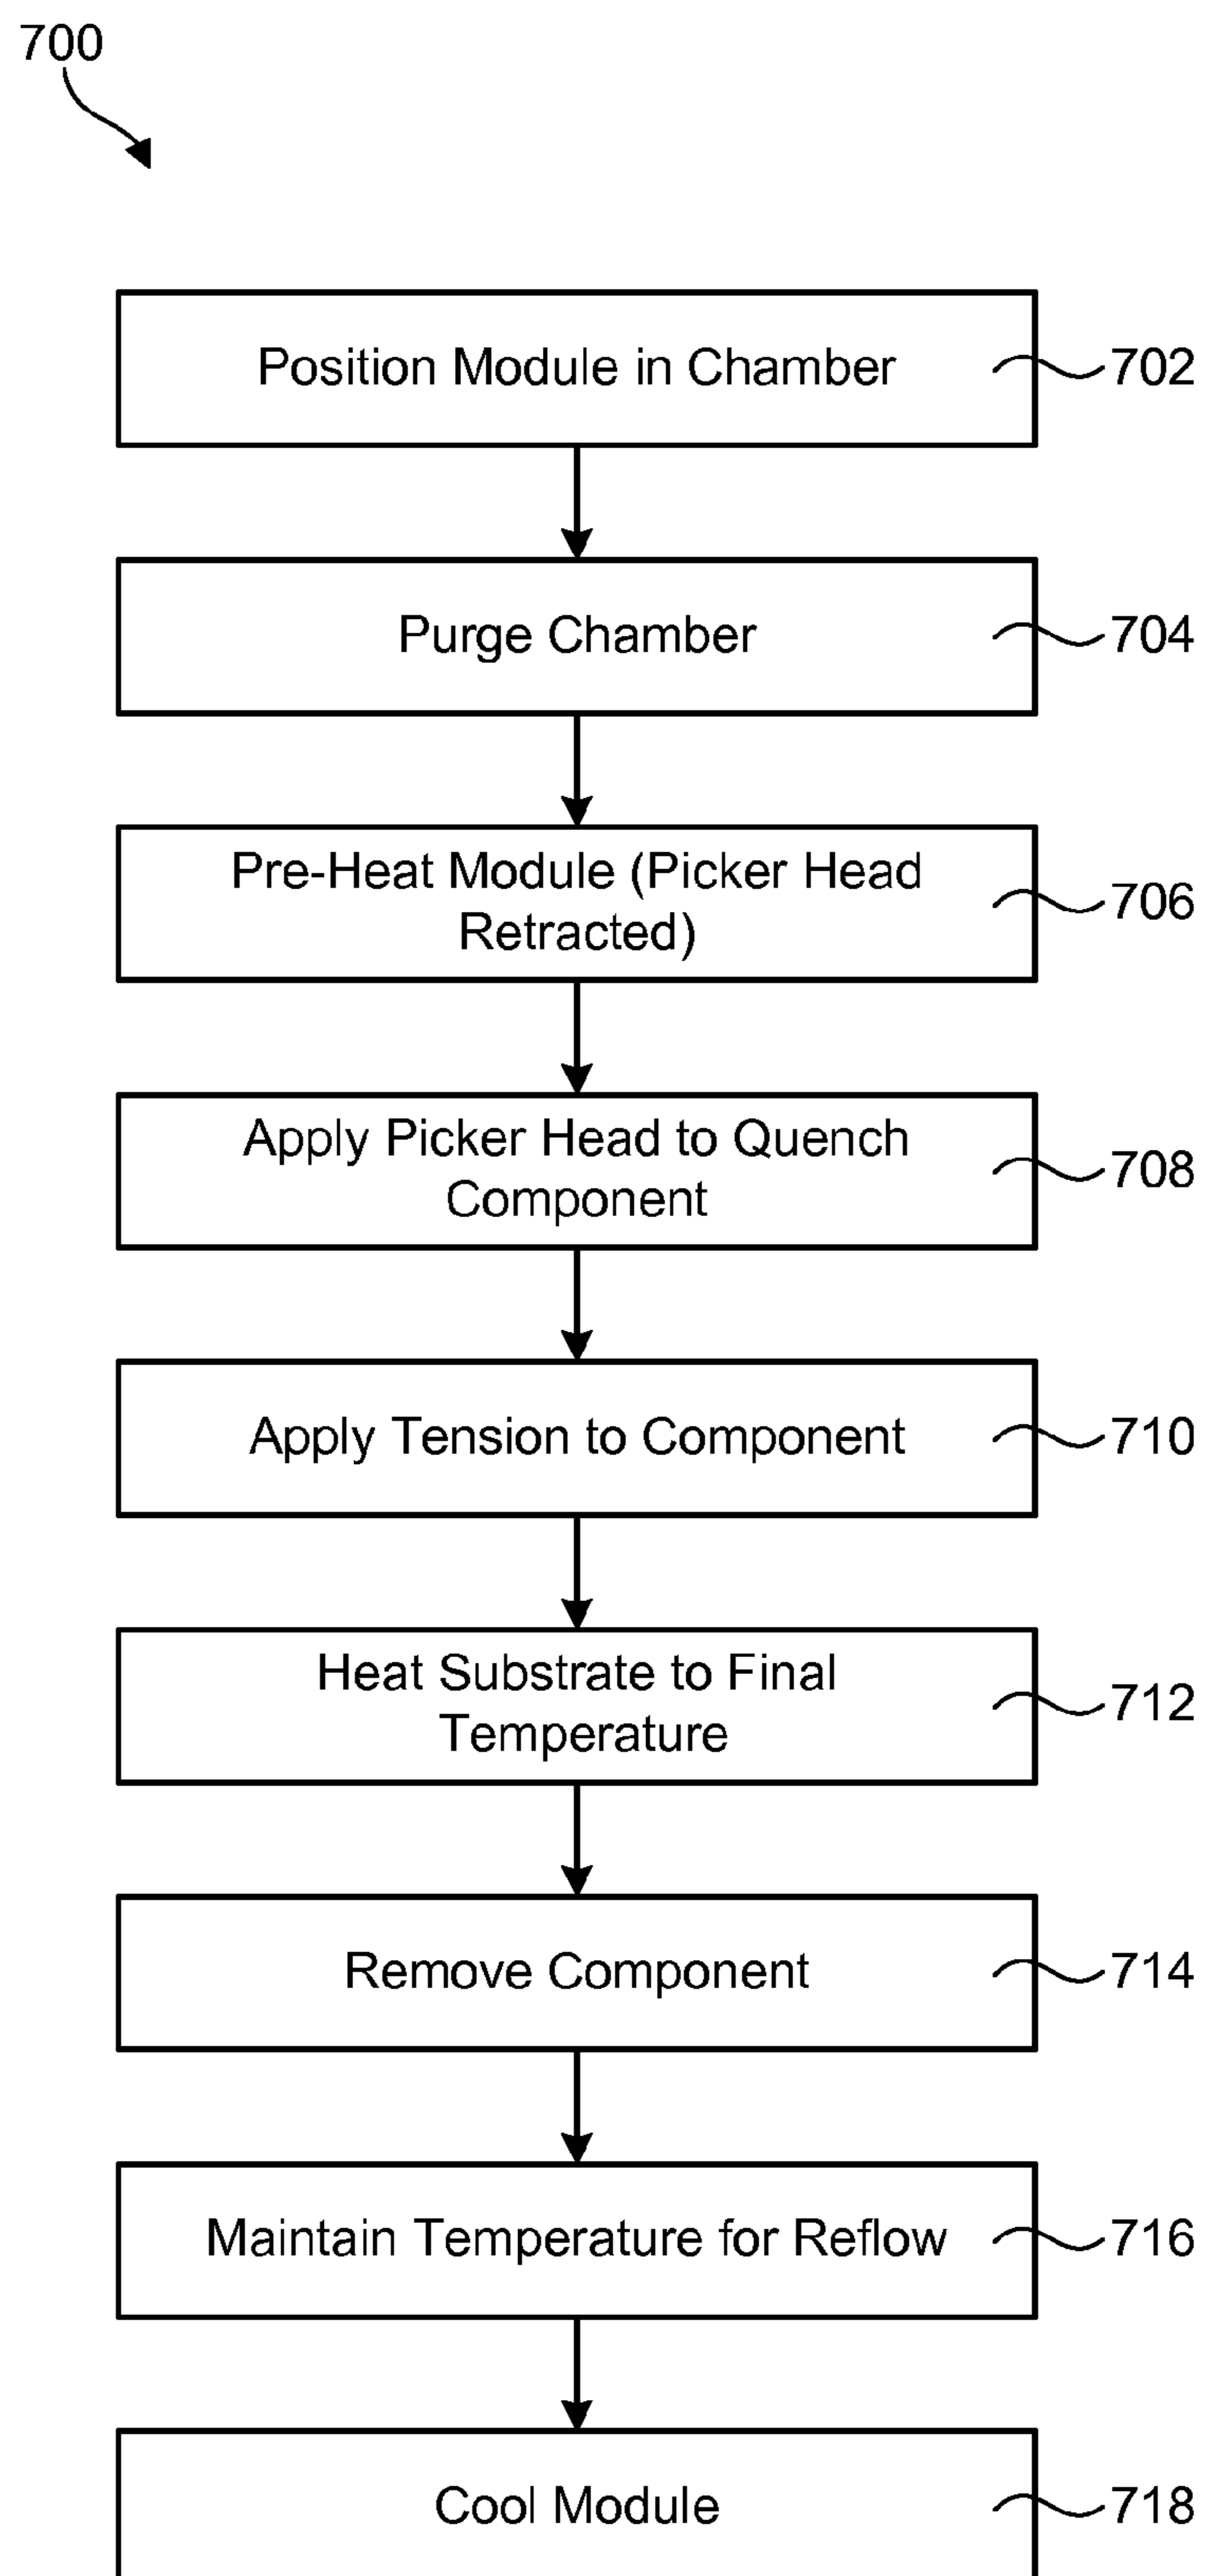 700
Position Module in Chamber
702
Purge Chamber
704
Pre-Heat Module (Picker Head
Retracted)
706
Apply Picker Head to Quench
Component
708
Apply Tension to Component
710
Heat Substrate to Final
Temperature
712
Remove Component
714
Maintain Temperature for Reflow
716
Cool Module
718